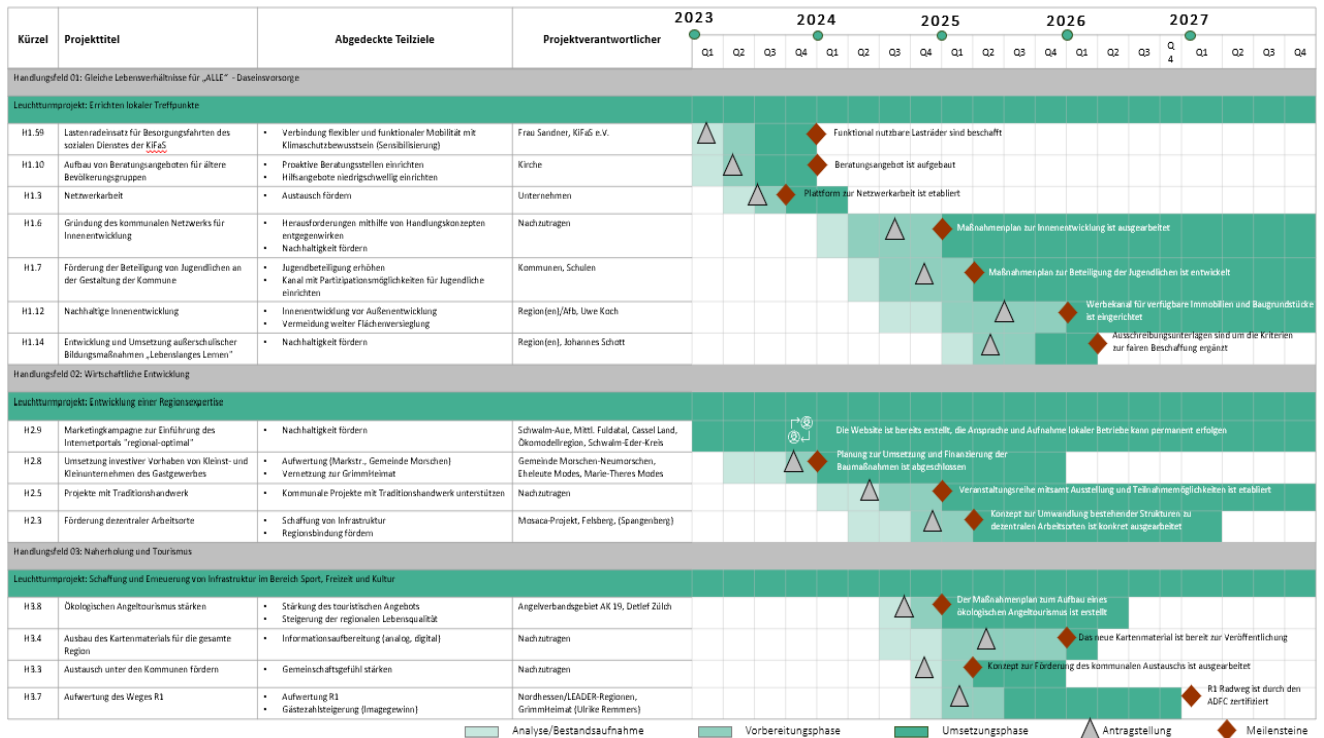 2023 2024 2025 2026 2027
Kürzel Projekttitel Abgedeckte Teilziele Projektverantwortlicher
Q1 Q2 Q3 Q4 Q1 Q2 Q3 Q4 Q1 Q2 Q3 Q4 Q1 Q2 Q3 Q4 Q1 Q2 Q3 Q4
Handlungsfeld 01: Gleiche Lebensverhältnisse für „ALLE“ - Daseinsvorsorge
Leuchtturmprojekt: Errichten lokaler Treffpunkte
H1.59 Lastenradeinsatz für Besorgungsfahrten des sozialen Dienstes der KiFaS
• Verbindung flexibler und funktionaler Mobilität mit Klimaschutzbewusstsein (Sensibilisierung)
Frau Sandner, KiFaS e.V.
Funktional nutzbare Lasträder sind beschafft
H1.10 Aufbau von Beratungsangeboten für ältere Bevölkerungsgruppen
• Proaktive Beratungsstellen einrichten
• Hilfsangebote niedrigschwellig einrichten
Kirche
Beratungsangebot ist aufgebaut
H1.3 Netzwerkarbeit
• Austausch fördern
Unternehmen
Plattform zur Netzwerkarbeit ist etabliert
H1.6 Gründung des kommunalen Netzwerks für Innenentwicklung
• Herausforderungen mithilfe von Handlungskonzepten entgegenwirken
• Nachhaltigkeit fördern
Nachzutragen
Maßnahmenplan zur Innenentwicklung ist ausgearbeitet
H1.7 Förderung der Beteiligung von Jugendlichen an der Gestaltung der Kommune
• Jugendbeteiligung erhöhen
• Kanal mit Partizipationsmöglichkeiten für Jugendliche einrichten
Kommunen, Schulen
Maßnahmenplan zur Beteiligung der Jugendlichen ist entwickelt
H1.12 Nachhaltige Innenentwicklung
• Innenentwicklung vor Außenentwicklung
• Vermeidung weiter Flächenversieglung
Region(en)/Afb, Uwe Koch
Werbekanal für verfügbare Immobilien und Baugrundstücke ist eingerichtet
H1.14 Entwicklung und Umsetzung außerschulischer Bildungsmaßnahmen „Lebenslanges Lernen“
• Nachhaltigkeit fördern
Region(en), Johannes Schott
Ausschreibungsunterlagen sind um die Kriterien zur fairen Beschaffung ergänzt
Handlungsfeld 02: Wirtschaftliche Entwicklung
Leuchtturmprojekt: Entwicklung einer Regionsexpertise
H2.9 Marketingkampagne zur Einführung des Internetportals "regional-optimal"
• Nachhaltigkeit fördern
Schwalm-Aue, Mittl. Fuldatal, Cassel Land, Ökomodellregion, Schwalm-Eder-Kreis
Die Website ist bereits erstellt, die Ansprache und Aufnahme lokaler Betriebe kann permanent erfolgen
H2.8 Umsetzung investiver Vorhaben von Kleinst- und Kleinunternehmen des Gastgewerbes
• Aufwertung (Markstr., Gemeinde Morschen)
• Vernetzung zur GrimmHeimat
Gemeinde Morschen-Neumorschen, Eheleute Modes, Marie-Theres Modes
Planung zur Umsetzung und Finanzierung der Baumaßnahmen ist abgeschlossen
H2.5 Projekte mit Traditionshandwerk
• Kommunale Projekte mit Traditionshandwerk unterstützen
Nachzutragen
Veranstaltungsreihe mitsamt Ausstellung und Teilnahmemöglichkeiten ist etabliert
H2.3 Förderung dezentraler Arbeitsorte
• Schaffung von Infrastruktur
• Regionsbindung fördern
Mosaca-Projekt, Felsberg, (Spangenberg)
Konzept zur Umwandlung bestehender Strukturen zu dezentralen Arbeitsorten ist konkret ausgearbeitet
Handlungsfeld 03: Naherholung und Tourismus
Leuchtturmprojekt: Schaffung und Erneuerung von Infrastruktur im Bereich Sport, Freizeit und Kultur
H3.8 Ökologischen Angeltourismus stärken
• Stärkung des touristischen Angebots
• Steigerung der regionalen Lebensqualität
Angelverbandsgebiet AK 19, Detlef Zülch
Der Maßnahmenplan zum Aufbau eines ökologischen Angeltourismus ist erstellt
H3.4 Ausbau des Kartenmaterials für die gesamte Region
• Informationsaufbereitung (analog, digital)
Nachzutragen
Das neue Kartenmaterial ist bereit zur Veröffentlichung
H3.3 Austausch unter den Kommunen fördern
• Gemeinschaftsgefühl stärken
Nachzutragen
Konzept zur Förderung des kommunalen Austauschs ist ausgearbeitet
H3.7 Aufwertung des Weges R1
• Aufwertung R1
• Gästezahlsteigerung (Imagegewinn)
Nordhessen/LEADER-Regionen, GrimmHeimat (Ulrike Remmers)
R1 Radweg ist durch den ADFC zertifiziert
Analyse/Bestandsaufnahme Vorbereitungsphase Umsetzungsphase Antragstellung Meilensteine